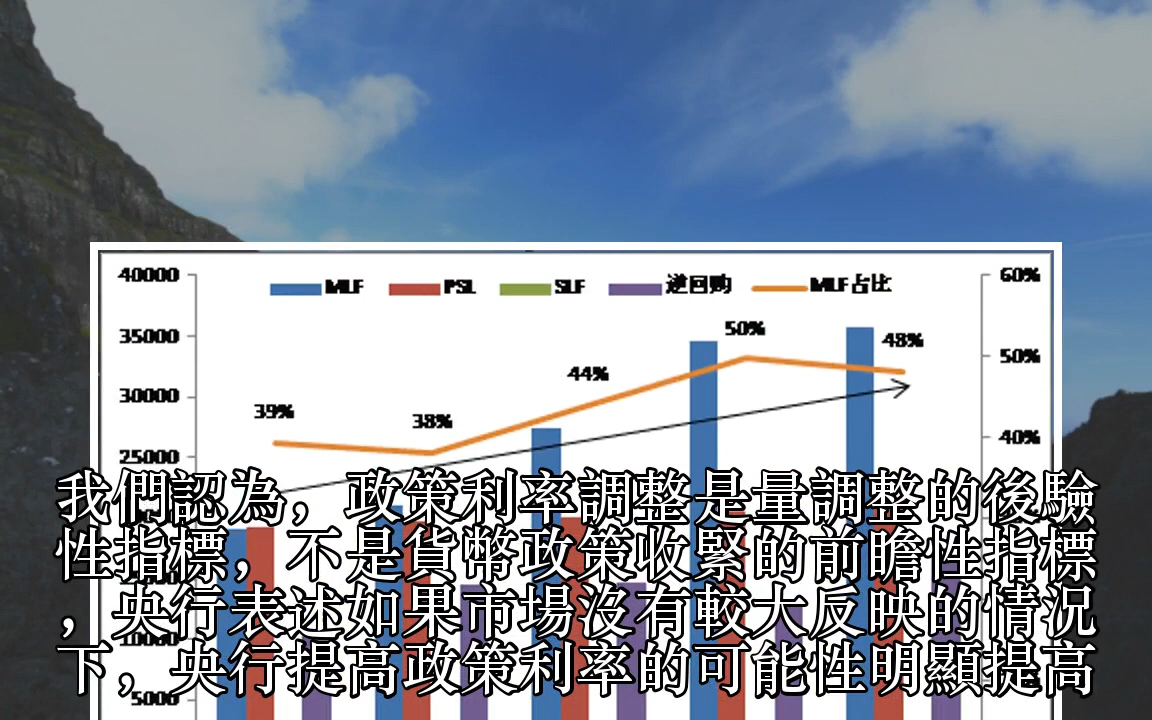 40000
MLF PSL SLF 逆回购 MLF占比
60%
35000
50%
48%
50%
44%
30000
39%
38%
40%
25000
我們認為，政策利率調整是量調整的後驗
性指標，不是貨幣政策收緊的前瞻性指標
，央行表述如果市場沒有較大反映的情況
下，央行提高政策利率的可能性明顯提高
10000
5000